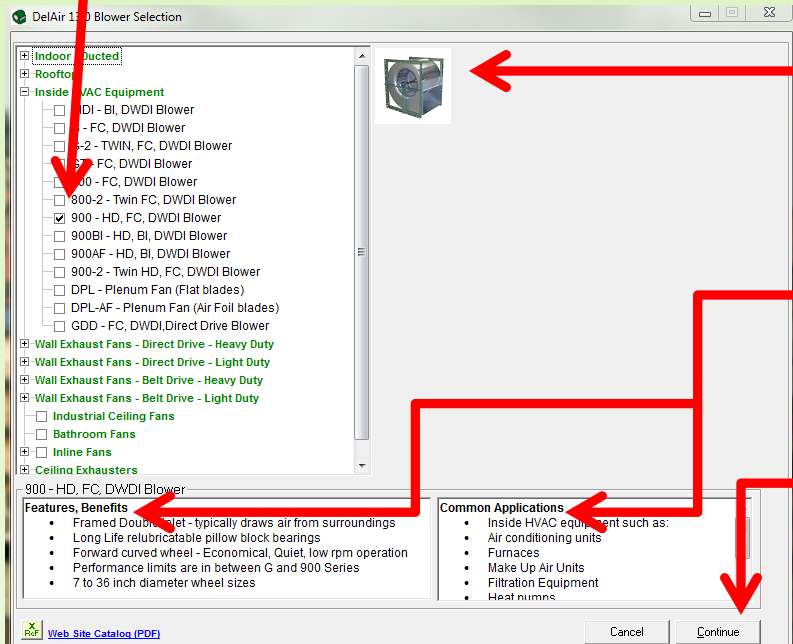 DelAir 13.0 Blower Selection
Indoor Ducted
Rooftop
Inside HVAC Equipment
BI, DWDI Blower
FC, DWDI Blower
G-2 - TWIN, FC, DWDI Blower
FC, DWDI Blower
FC, DWDI Blower
800-2 - Twin FC, DWDI Blower
900 - HD, FC, DWDI Blower
900BI - HD, BI, DWDI Blower
900AF - HD, BI, DWDI Blower
900-2 - Twin HD, FC, DWDI Blower
DPL - Plenum Fan (Flat blades)
DPL-AF - Plenum Fan (Air Foil blades)
GDD - FC, DWDI,Direct Drive Blower
Wall Exhaust Fans - Direct Drive - Heavy Duty
Wall Exhaust Fans - Direct Drive - Light Duty
Wall Exhaust Fans - Belt Drive - Heavy Duty
Wall Exhaust Fans - Belt Drive - Light Duty
Industrial Ceiling Fans
Bathroom Fans
Inline Fans
Ceiling Exhausters
900 - HD, FC, DWDI Blower
Features, Benefits
• Framed Double Inlet - typically draws air from surroundings
• Long Life relubricatable pillow block bearings
• Forward curved wheel - Economical, Quiet, low rpm operation
• Performance limits are in between G and 900 Series
• 7 to 36 inch diameter wheel sizes
Common Applications
• Inside HVAC equipment such as:
• Air conditioning units
• Furnaces
• Make Up Air Units
• Filtration Equipment
• Heat pumps
X
Ref
Web Site Catalog (PDF)
Cancel
Continue